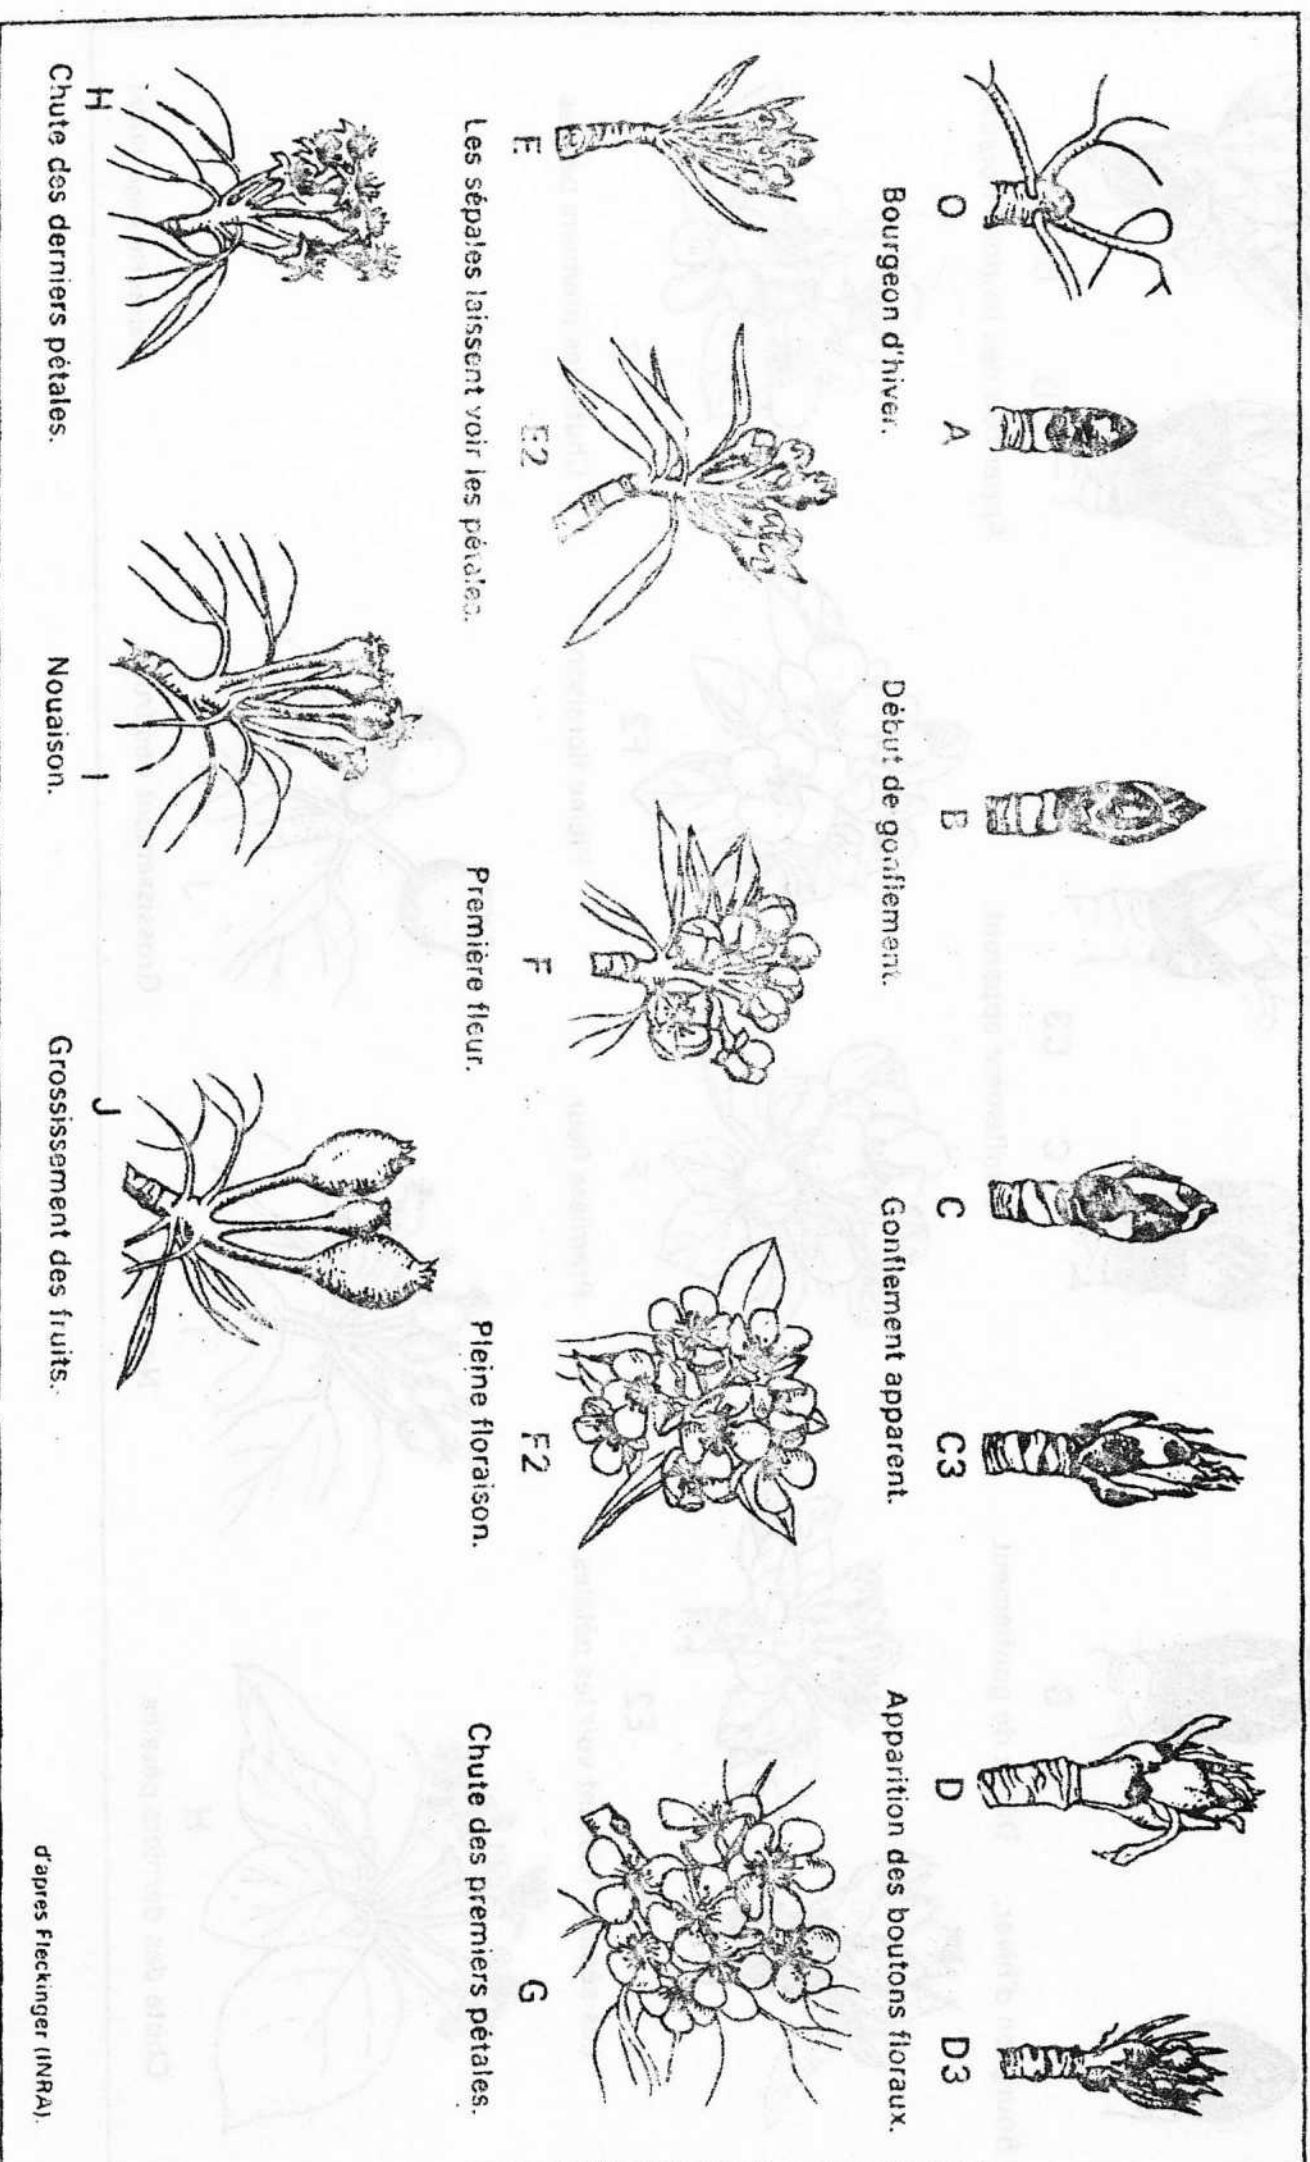 O A B C C3 D D3
Bourgeon d'hiver. Début de gonflement. Gonflement apparent. Apparition des boutons floraux.
E E2 F F2 G
Les sépales laissent voir les pétales. Première fleur. Pleine floraison. Chute des premiers pétales.
H I J
Chute des derniers pétales. Nouaison. Grossissement des fruits.
d'apres Fleckinger (INRA).